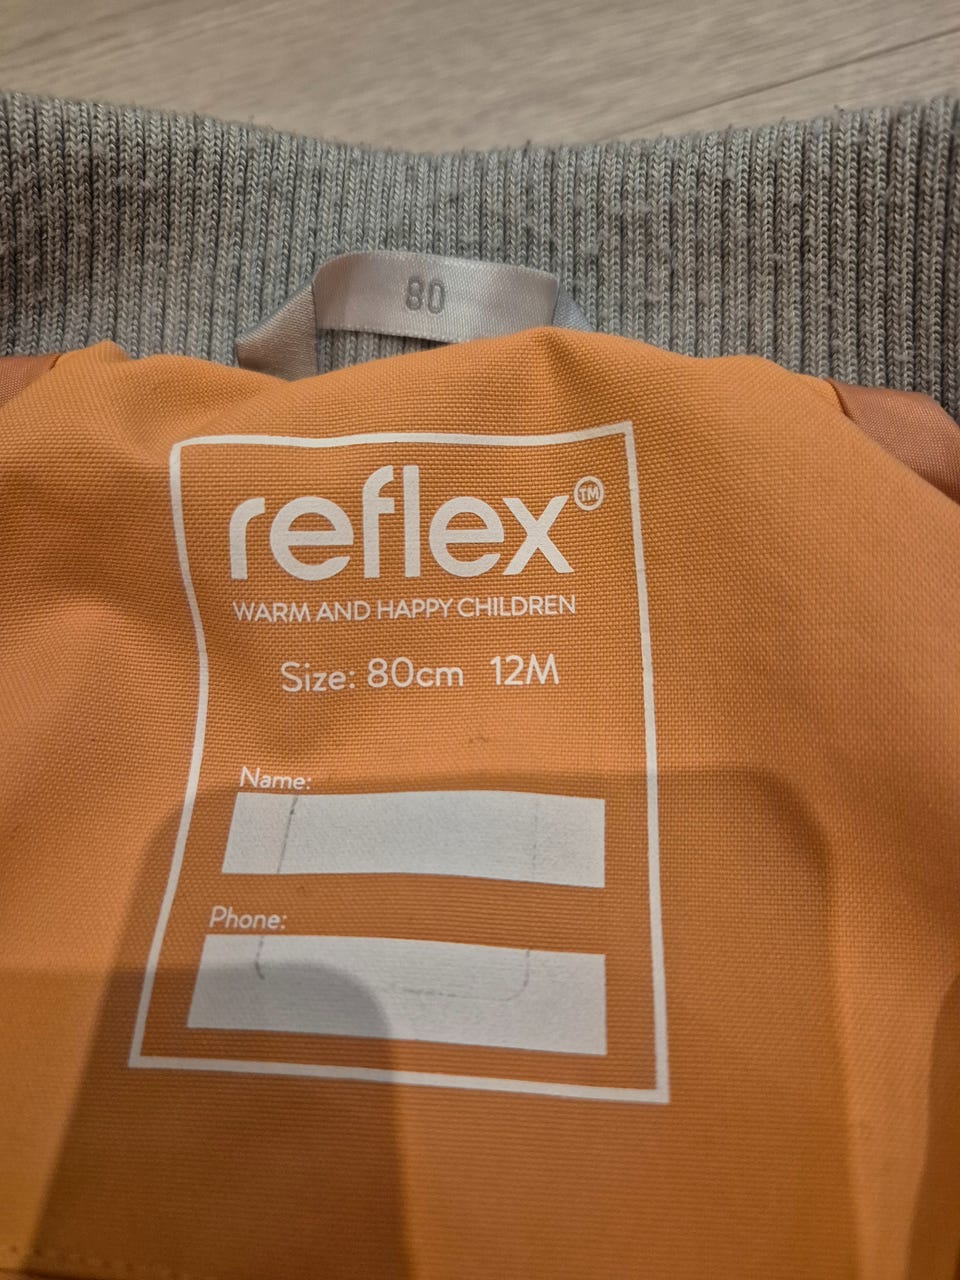 80
reflex™
WARM AND HAPPY CHILDREN
Size: 80cm 12M
Name:
Phone: